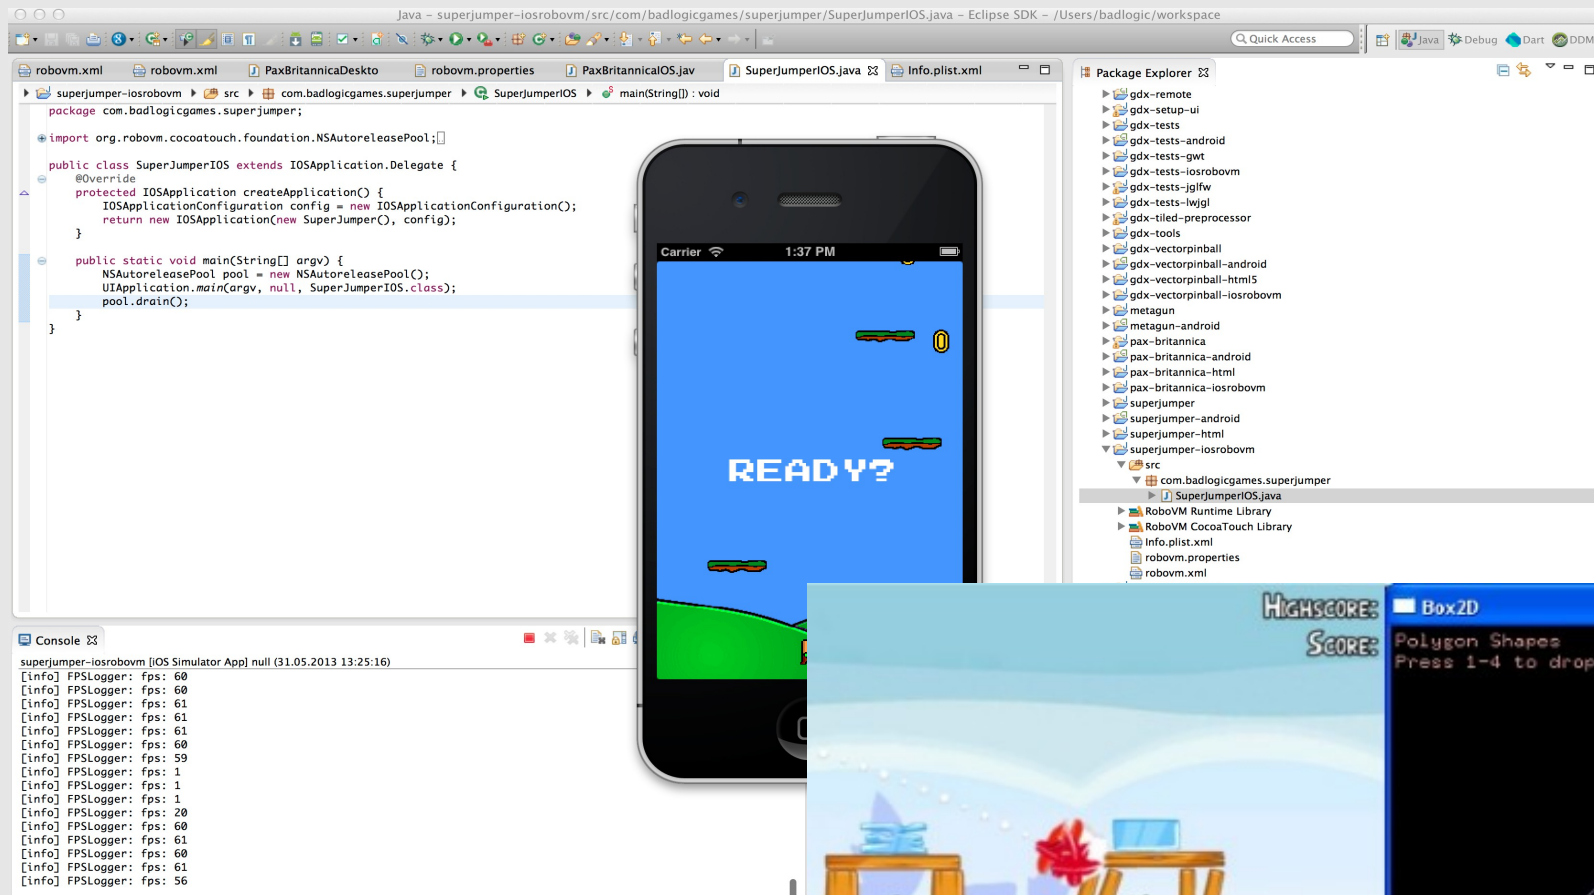 Java – superjumper-iosrobovm/src/com/badlogicgames/superjumper/SuperJumperIOS.java – Eclipse SDK – /Users/badlogic/workspace
Quick Access
Java
Debug
Dart
DDM
robovm.xml
robovm.xml
PaxBritannicaDeskto
robovm.properties
PaxBritannicaIOS.jav
SuperJumperIOS.java
Info.plist.xml
superjumper-iosrobovm
src
com.badlogicgames.superjumper
SuperJumperIOS
main(String[]) : void
package com.badlogicgames.superjumper;
import org.robovm.cocoatouch.foundation.NSAutoreleasePool;
public class SuperJumperIOS extends IOSApplication.Delegate {
@Override
protected IOSApplication createApplication() {
IOSApplicationConfiguration config = new IOSApplicationConfiguration();
return new IOSApplication(new SuperJumper(), config);
}
public static void main(String[] argv) {
NSAutoreleasePool pool = new NSAutoreleasePool();
UIApplication.main(argv, null, SuperJumperIOS.class);
pool.drain();
}
}
Carrier
1:37 PM
READY?
Package Explorer
gdx-remote
gdx-setup-ui
gdx-tests
gdx-tests-android
gdx-tests-gwt
gdx-tests-iosrobovm
gdx-tests-jglfw
gdx-tests-lwjgl
gdx-tiled-preprocessor
gdx-tools
gdx-vectorpinball
gdx-vectorpinball-android
gdx-vectorpinball-html5
gdx-vectorpinball-iosrobovm
metagun
metagun-android
pax-britannica
pax-britannica-android
pax-britannica-html
pax-britannica-iosrobovm
superjumper
superjumper-android
superjumper-html
superjumper-iosrobovm
src
com.badlogicgames.superjumper
SuperJumperIOS.java
RoboVM Runtime Library
RoboVM CocoaTouch Library
Info.plist.xml
robovm.properties
robovm.xml
Console
superjumper-iosrobovm [iOS Simulator App] null (31.05.2013 13:25:16)
[info] FPSLogger: fps: 60
[info] FPSLogger: fps: 60
[info] FPSLogger: fps: 61
[info] FPSLogger: fps: 61
[info] FPSLogger: fps: 61
[info] FPSLogger: fps: 60
[info] FPSLogger: fps: 59
[info] FPSLogger: fps: 1
[info] FPSLogger: fps: 1
[info] FPSLogger: fps: 1
[info] FPSLogger: fps: 20
[info] FPSLogger: fps: 60
[info] FPSLogger: fps: 61
[info] FPSLogger: fps: 60
[info] FPSLogger: fps: 61
[info] FPSLogger: fps: 56
HIGHSCORE:
SCORE:
Box2D
Polygon Shapes
Press 1-4 to drop